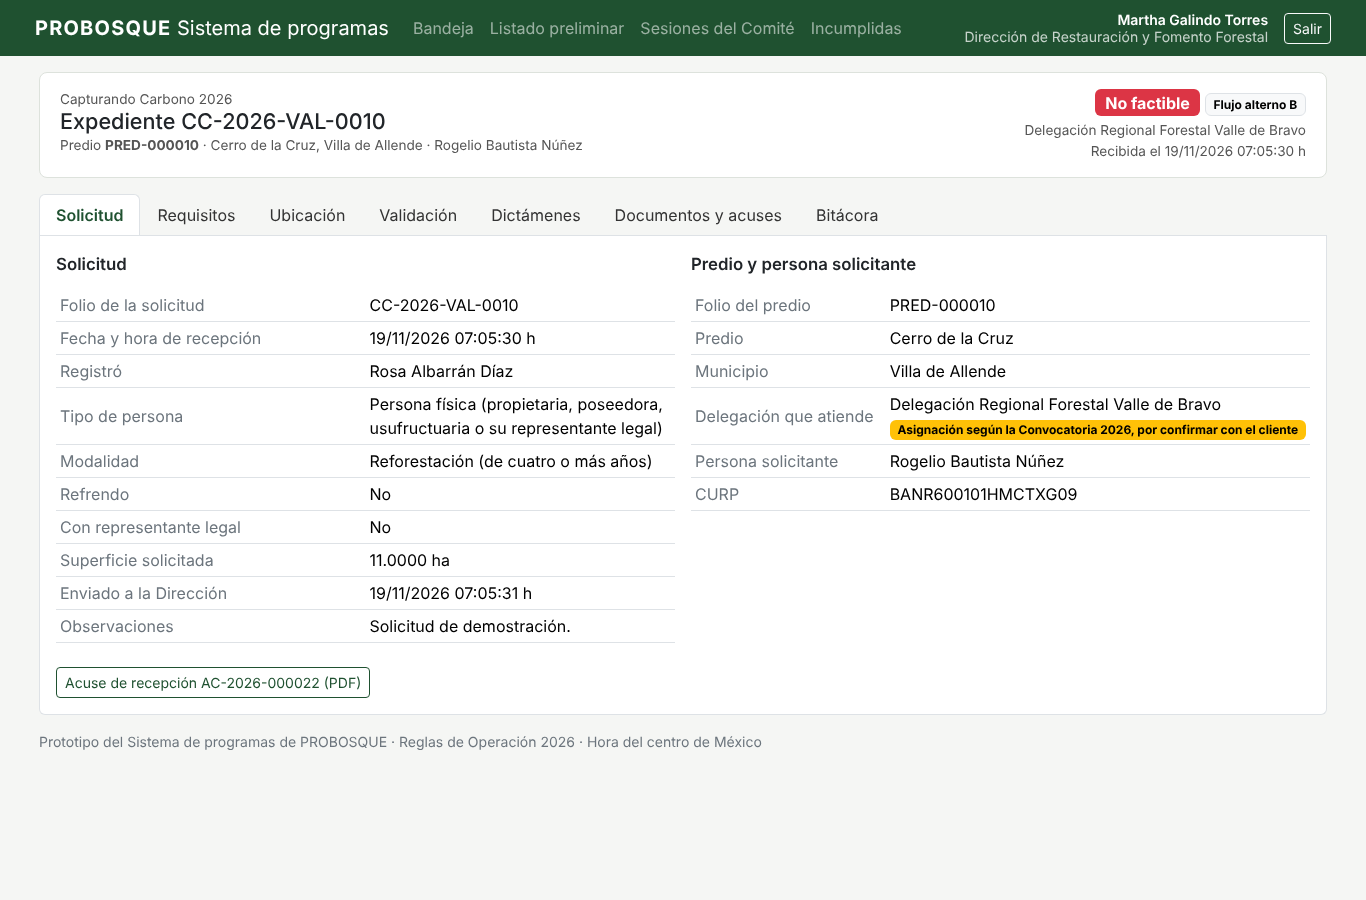 PROBOSQUE Sistema de programas
Bandeja
Listado preliminar
Sesiones del Comité
Incumplidas
Martha Galindo Torres
Dirección de Restauración y Fomento Forestal
Salir
Capturando Carbono 2026
Expediente CC-2026-VAL-0010
Predio PRED-000010 · Cerro de la Cruz, Villa de Allende · Rogelio Bautista Núñez
No factible
Flujo alterno B
Delegación Regional Forestal Valle de Bravo
Recibida el 19/11/2026 07:05:30 h
Solicitud
Requisitos
Ubicación
Validación
Dictámenes
Documentos y acuses
Bitácora
Solicitud
Folio de la solicitud CC-2026-VAL-0010
Fecha y hora de recepción 19/11/2026 07:05:30 h
Registró Rosa Albarrán Díaz
Tipo de persona Persona física (propietaria, poseedora,
usufructuaria o su representante legal)
Modalidad Reforestación (de cuatro o más años)
Refrendo No
Con representante legal No
Superficie solicitada 11.0000 ha
Enviado a la Dirección 19/11/2026 07:05:31 h
Observaciones Solicitud de demostración.
Acuse de recepción AC-2026-000022 (PDF)
Predio y persona solicitante
Folio del predio PRED-000010
Predio Cerro de la Cruz
Municipio Villa de Allende
Delegación que atiende Delegación Regional Forestal Valle de Bravo
Asignación según la Convocatoria 2026, por confirmar con el cliente
Persona solicitante Rogelio Bautista Núñez
CURP BANR600101HMCTXG09
Prototipo del Sistema de programas de PROBOSQUE · Reglas de Operación 2026 · Hora del centro de México